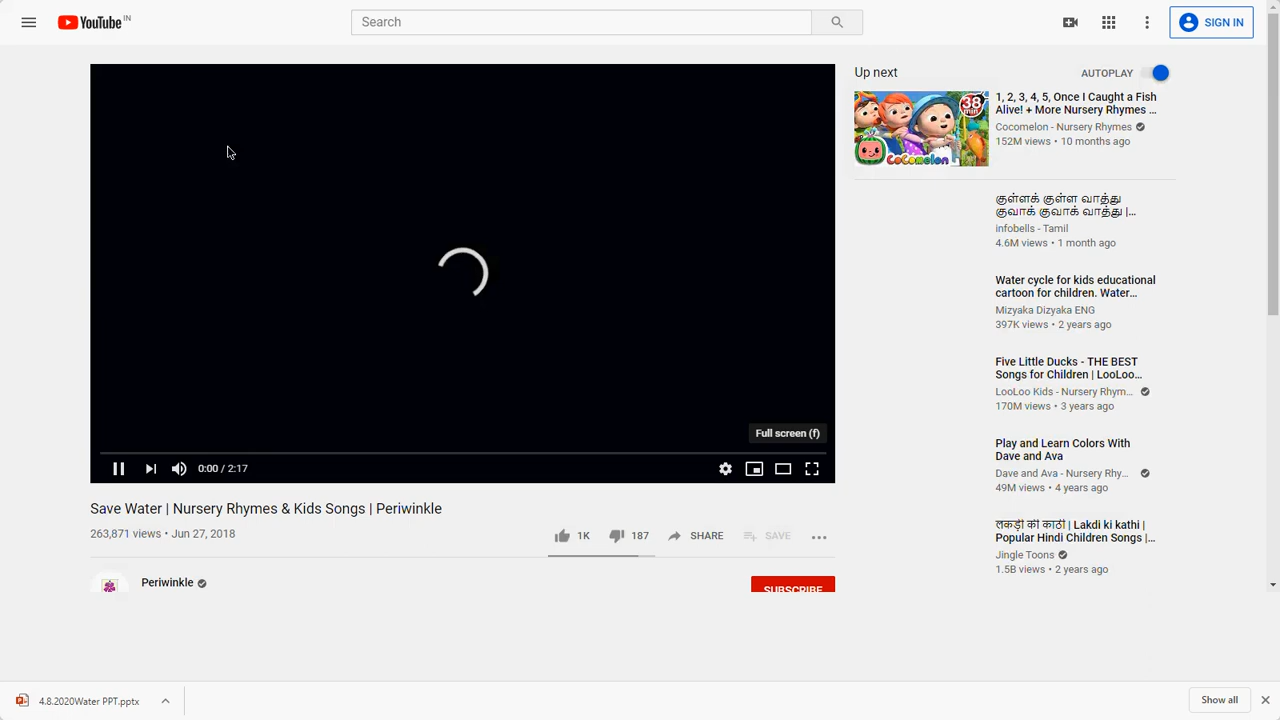 YouTube IN
Search
SIGN IN
Up next
AUTOPLAY
38 min
CoComelon
1, 2, 3, 4, 5, Once I Caught a Fish
Alive! + More Nursery Rhymes ...
Cocomelon - Nursery Rhymes
152M views • 10 months ago
குள்ளக் குள்ள வாத்து
குவாக் குவாக் வாத்து |...
infobells - Tamil
4.6M views • 1 month ago
Water cycle for kids educational
cartoon for children. Water...
Mizyaka Dizyaka ENG
397K views • 2 years ago
Five Little Ducks - THE BEST
Songs for Children | LooLoo...
LooLoo Kids - Nursery Rhym...
170M views • 3 years ago
Play and Learn Colors With
Dave and Ava
Dave and Ava - Nursery Rhy...
49M views • 4 years ago
लकड़ी की काठी | Lakdi ki kathi |
Popular Hindi Children Songs |...
Jingle Toons
1.5B views • 2 years ago
Full screen (f)
0:00 / 2:17
Save Water | Nursery Rhymes & Kids Songs | Periwinkle
263,871 views • Jun 27, 2018
1K
187
SHARE
SAVE
Periwinkle
SUBSCRIBE
4.8.2020Water PPT.pptx
Show all